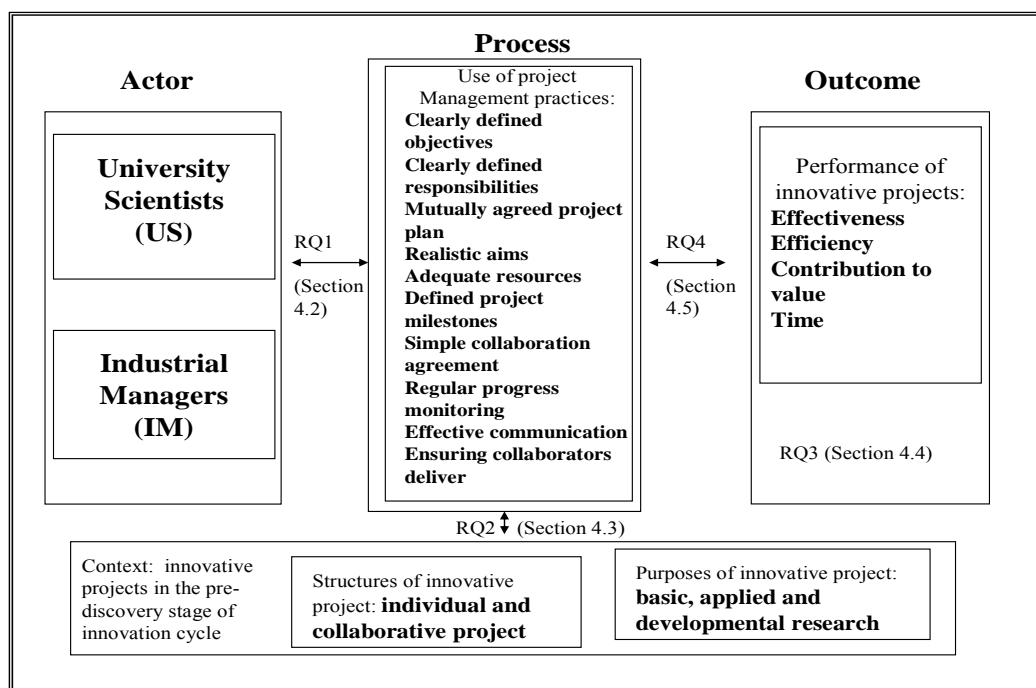 Process
Actor
Outcome
University
Scientists
(US)
Industrial
Managers
(IM)
RQ1
(Section
4.2)
Use of project
Management practices:
Clearly defined
objectives
Clearly defined
responsibilities
Mutually agreed project
plan
Realistic aims
Adequate resources
Defined project
milestones
Simple collaboration
agreement
Regular progress
monitoring
Effective communication
Ensuring collaborators
deliver
RQ4
(Section
4.5)
Performance of
innovative projects:
Effectiveness
Efficiency
Contribution to
value
Time
RQ3 (Section 4.4)
RQ2 (Section 4.3)
Context: innovative
projects in the pre-
discovery stage of
innovation cycle
Structures of innovative
project: individual and
collaborative project
Purposes of innovative project:
basic, applied and
developmental research